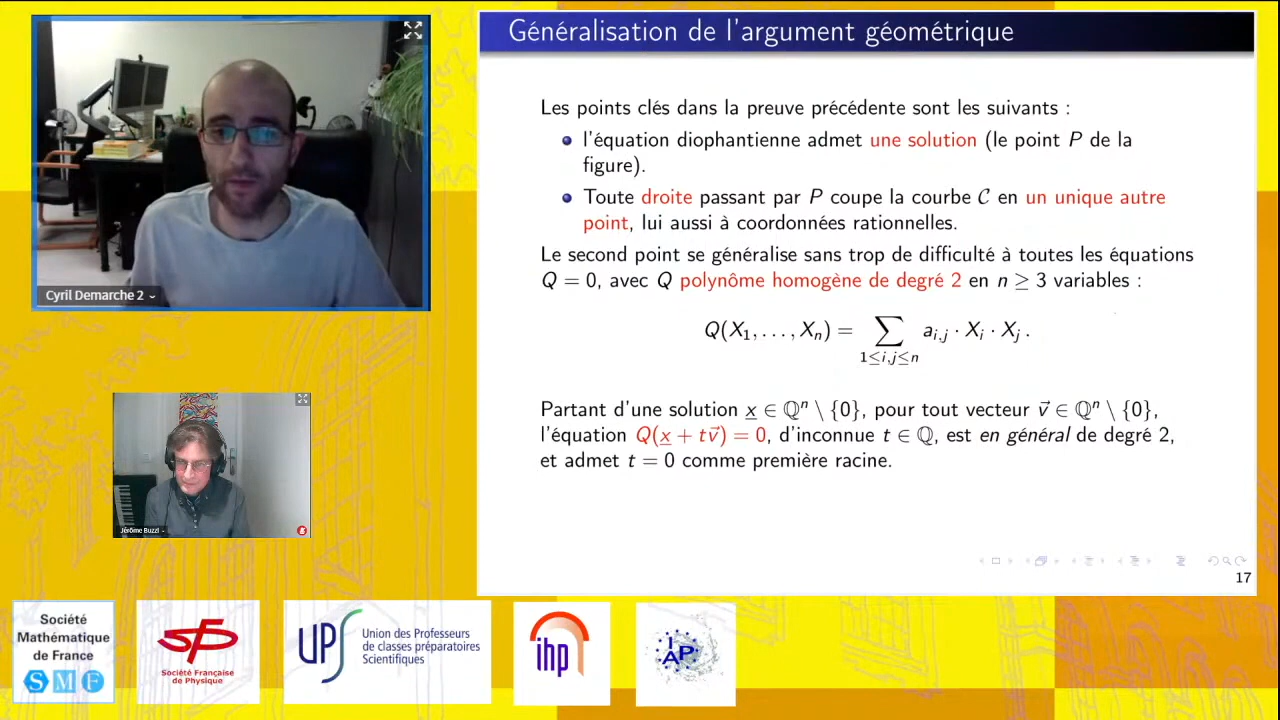 Généralisation de l'argument géométrique
Les points clés dans la preuve précédente sont les suivants :
l'équation diophantienne admet une solution (le point P de la
figure).
Toute droite passant par P coupe la courbe 𝒞 en un unique autre
point, lui aussi à coordonnées rationnelles.
Le second point se généralise sans trop de difficulté à toutes les équations
Q = 0, avec Q polynôme homogène de degré 2 en n ≥ 3 variables :
Q(X₁, . . . , Xₙ) = ∑ aᵢ,ⱼ · Xᵢ · Xⱼ .
1≤i,j≤n
Partant d'une solution x ∈ ℚⁿ \ {0}, pour tout vecteur v⃗ ∈ ℚⁿ \ {0},
l'équation Q(x + tv⃗) = 0, d'inconnue t ∈ ℚ, est en général de degré 2,
et admet t = 0 comme première racine.
17
Cyril Demarche 2
Jérôme Buzzi
Société
Mathématique
de France
SMF
sfp
Société Française
de Physique
UPS
Union des Professeurs
de classes préparatoires
Scientifiques
ihp
IAP